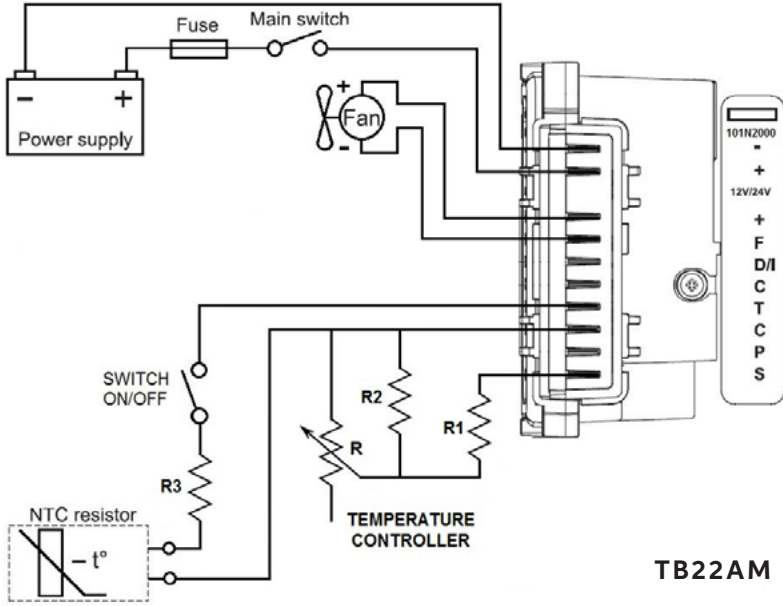 Fuse
Main switch
−
+
Power supply
+
Fan
-
101N2000
-
+
12V/24V
+
F
D/I
C
T
C
P
S
SWITCH
ON/OFF
R2
R1
R
R3
NTC resistor
– t°
TEMPERATURE
CONTROLLER
TB22AM